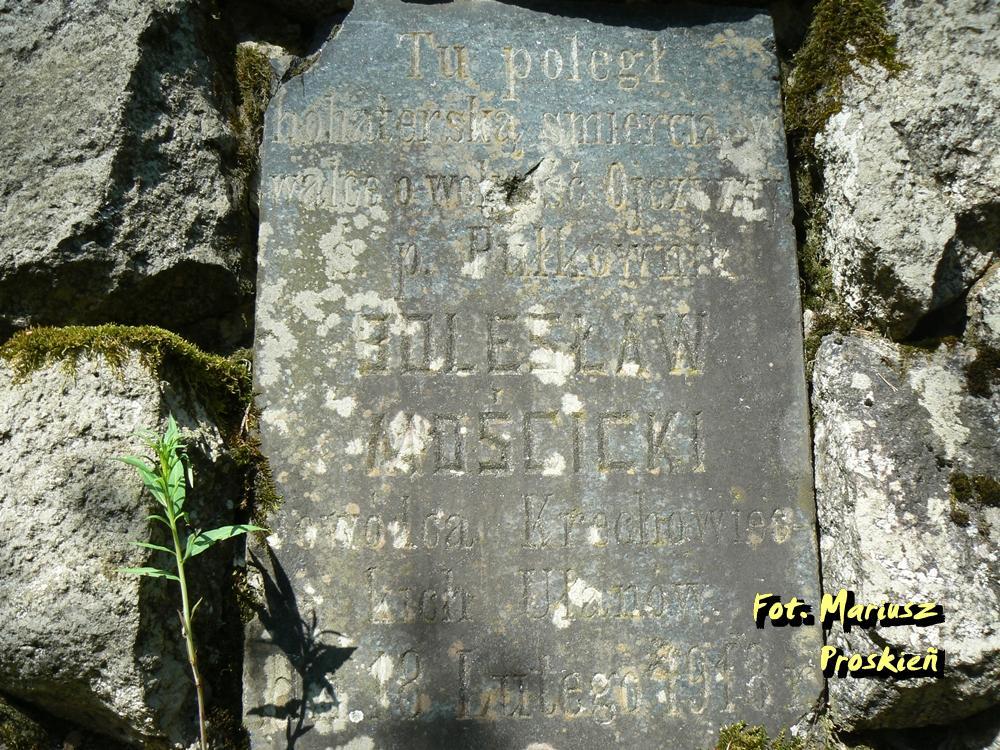 Tu poległ
bohaterską śmiercią w
walce o wolność Ojczyzny
p. Pułkownik
BOLESŁAW
MOŚCICKI
dowódca Krechowiec-
kich Ułanów.
d. 18 Lutego 1918 r.
Fot. Mariusz
Proskień